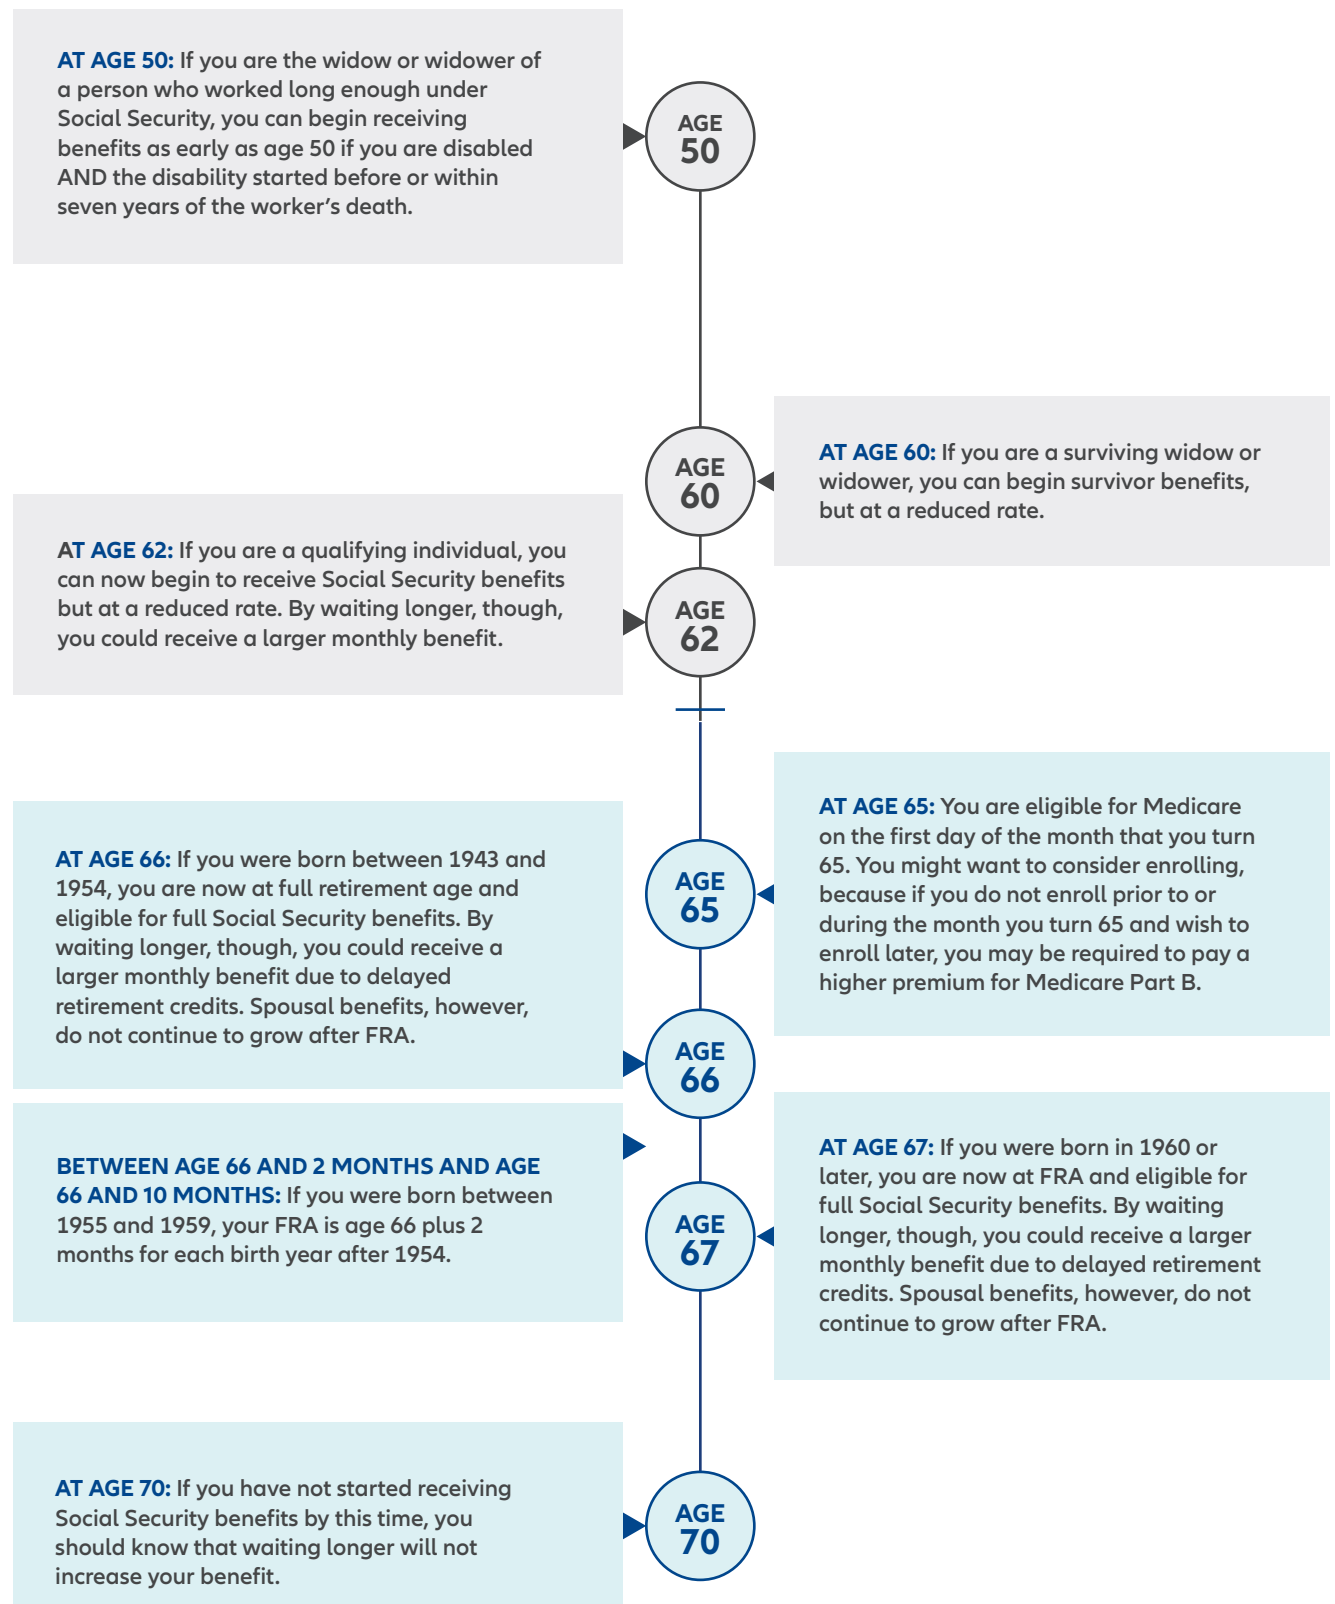 AT AGE 50: If you are the widow or widower of
a person who worked long enough under
Social Security, you can begin receiving
benefits as early as age 50 if you are disabled
AND the disability started before or within
seven years of the worker’s death.
AGE
50
AGE
60
AT AGE 60: If you are a surviving widow or
widower, you can begin survivor benefits,
but at a reduced rate.
AT AGE 62: If you are a qualifying individual, you
can now begin to receive Social Security benefits
but at a reduced rate. By waiting longer, though,
you could receive a larger monthly benefit.
AGE
62
AGE
65
AT AGE 65: You are eligible for Medicare
on the first day of the month that you turn
65. You might want to consider enrolling,
because if you do not enroll prior to or
during the month you turn 65 and wish to
enroll later, you may be required to pay a
higher premium for Medicare Part B.
AT AGE 66: If you were born between 1943 and
1954, you are now at full retirement age and
eligible for full Social Security benefits. By
waiting longer, though, you could receive a
larger monthly benefit due to delayed
retirement credits. Spousal benefits, however,
do not continue to grow after FRA.
AGE
66
BETWEEN AGE 66 AND 2 MONTHS AND AGE
66 AND 10 MONTHS: If you were born between
1955 and 1959, your FRA is age 66 plus 2
months for each birth year after 1954.
AGE
67
AT AGE 67: If you were born in 1960 or
later, you are now at FRA and eligible for
full Social Security benefits. By waiting
longer, though, you could receive a larger
monthly benefit due to delayed retirement
credits. Spousal benefits, however, do not
continue to grow after FRA.
AT AGE 70: If you have not started receiving
Social Security benefits by this time, you
should know that waiting longer will not
increase your benefit.
AGE
70